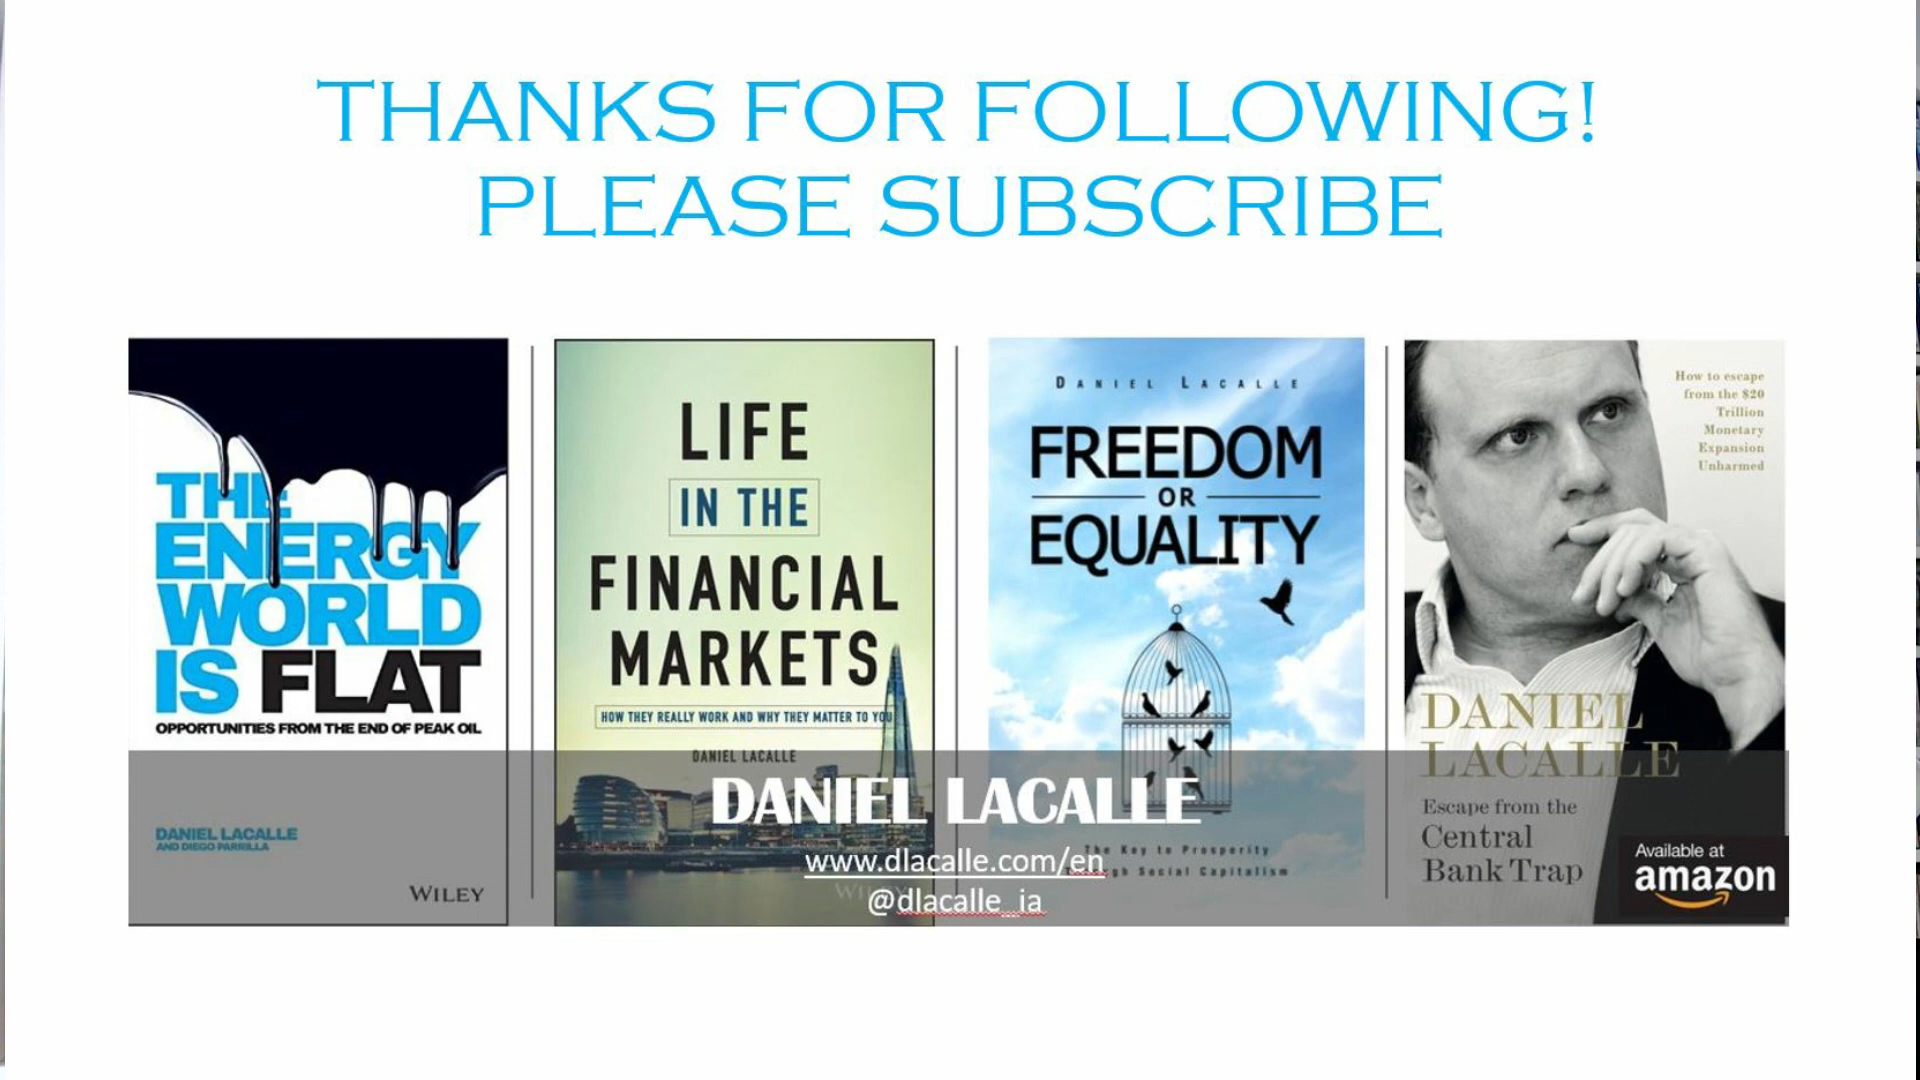 THANKS FOR FOLLOWING!
PLEASE SUBSCRIBE
THE
ENERGY
WORLD
IS FLAT
OPPORTUNITIES FROM THE END OF PEAK OIL
DANIEL LACALLE
AND DIEGO PARRILLA
WILEY
LIFE
IN THE
FINANCIAL
MARKETS
HOW THEY REALLY WORK AND WHY THEY MATTER TO YOU
DANIEL LACALLE
WILEY
DANIEL LACALLE
FREEDOM
OR
EQUALITY
The Key to Prosperity
Social Capitalism
How to escape
from the $20
Trillion
Monetary
Expansion
Unharmed
DANIEL
LACALLE
Escape from the
Central
Bank Trap
Available at
amazon
DANIEL LACALLE
www.dlacalle.com/en
@dlacalle_ia